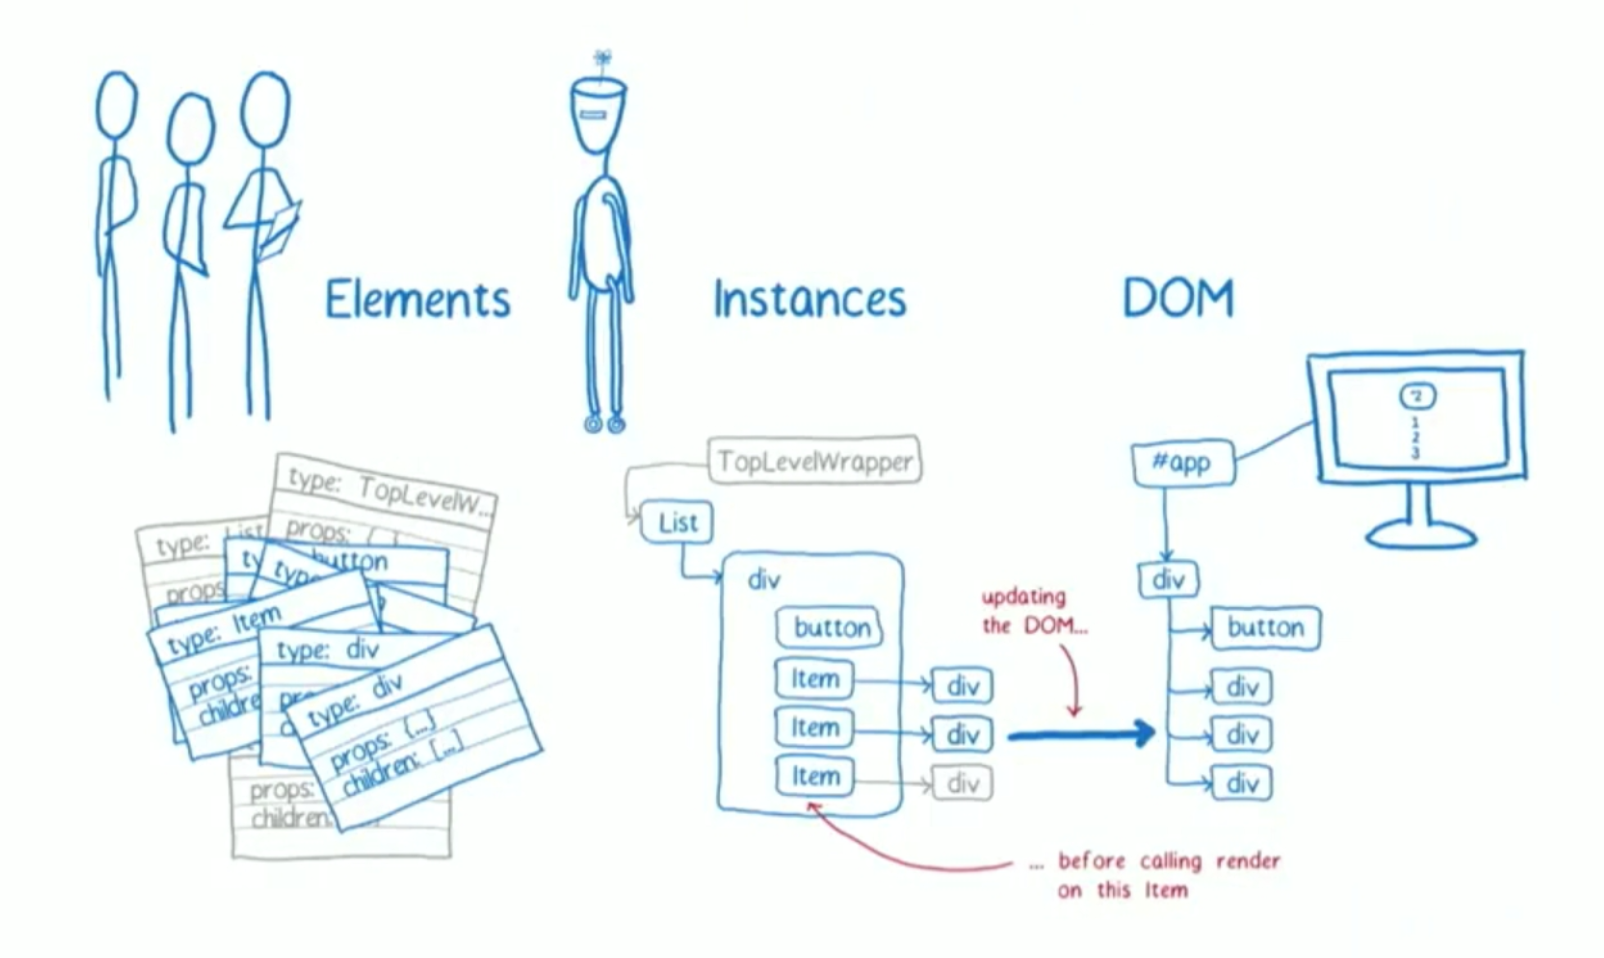 Elements
Instances
DOM
type: TopLevelW...
props: { }
type: List
props
button
type: Item
props:
childre
type: div
type: div
props: {...}
children: [...]
props:
children:
TopLevelWrapper
List
div
button
Item
div
Item
div
Item
div
updating
the DOM...
... before calling render
on this Item
#app
div
button
div
div
div
2
1
2
3